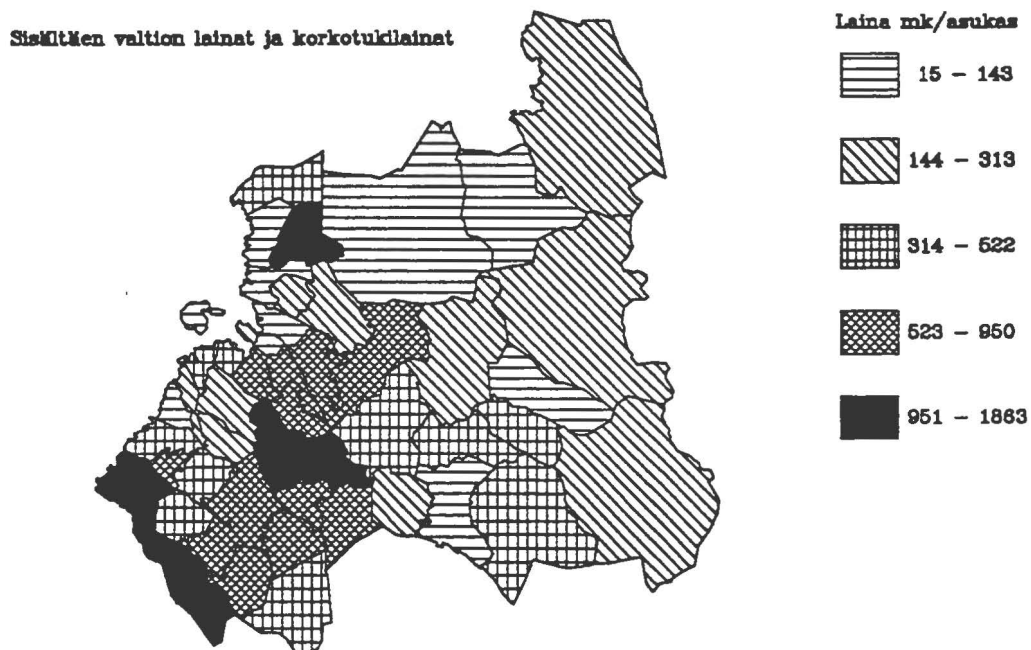 Sisältäen valtion lainat ja korkotukilainat
Laina mk/asukas
15 - 143
144 - 313
314 - 522
523 - 950
951 - 1863